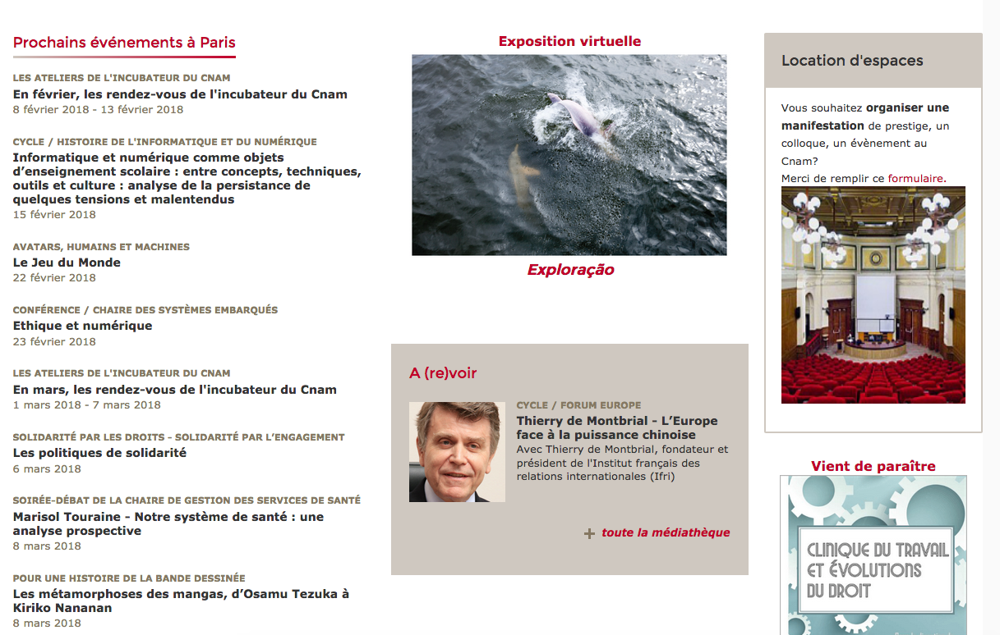 Prochains événements à Paris
LES ATELIERS DE L'INCUBATEUR DU CNAM
En février, les rendez-vous de l'incubateur du Cnam
8 février 2018 - 13 février 2018
CYCLE / HISTOIRE DE L'INFORMATIQUE ET DU NUMÉRIQUE
Informatique et numérique comme objets
d’enseignement scolaire : entre concepts, techniques,
outils et culture : analyse de la persistance de
quelques tensions et malentendus
15 février 2018
AVATARS, HUMAINS ET MACHINES
Le Jeu du Monde
22 février 2018
CONFÉRENCE / CHAIRE DES SYSTÈMES EMBARQUÉS
Ethique et numérique
23 février 2018
LES ATELIERS DE L'INCUBATEUR DU CNAM
En mars, les rendez-vous de l'incubateur du Cnam
1 mars 2018 - 7 mars 2018
SOLIDARITÉ PAR LES DROITS - SOLIDARITÉ PAR L’ENGAGEMENT
Les politiques de solidarité
6 mars 2018
SOIRÉE-DÉBAT DE LA CHAIRE DE GESTION DES SERVICES DE SANTÉ
Marisol Touraine - Notre système de santé : une
analyse prospective
8 mars 2018
POUR UNE HISTOIRE DE LA BANDE DESSINÉE
Les métamorphoses des mangas, d’Osamu Tezuka à
Kiriko Nananan
8 mars 2018
Exposition virtuelle
Exploração
A (re)voir
CYCLE / FORUM EUROPE
Thierry de Montbrial - L’Europe
face à la puissance chinoise
Avec Thierry de Montbrial, fondateur et
président de l'Institut français des
relations internationales (Ifri)
toute la médiathèque
Location d'espaces
Vous souhaitez organiser une
manifestation de prestige, un
colloque, un évènement au
Cnam?
Merci de remplir ce formulaire.
Vient de paraître
CLINIQUE DU TRAVAIL
ET ÉVOLUTIONS
DU DROIT